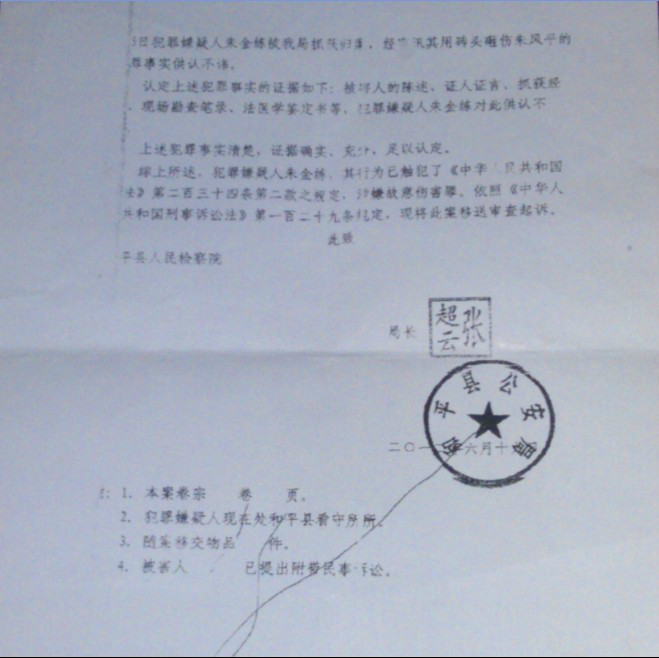 日犯罪嫌疑人朱金练被我局抓获归案，经审讯其用砖头砸伤朱风平的
罪事实供认不讳。
认定上述犯罪事实的证据如下：被害人的陈述、证人证言、抓获经
、现场勘查笔录、法医学鉴定书等，犯罪嫌疑人朱金练对此供认不
上述犯罪事实清楚，证据确实、充分，足以认定。
综上所述，犯罪嫌疑人朱金练，其行为已触犯了《中华人民共和国
法》第二百三十四条第二款之规定，涉嫌故意伤害罪。依照《中华人
共和国刑事诉讼法》第一百二十九条规定，现将此案移送审查起诉。
此致
平县人民检察院
局长 张超云
和平县公安局
二〇一 年六月十 日
1. 本案卷宗 卷 页。
2. 犯罪嫌疑人现在处和平县看守所所。
3. 随案移交物品 件。
4. 被害人 已提出附带民事诉讼。